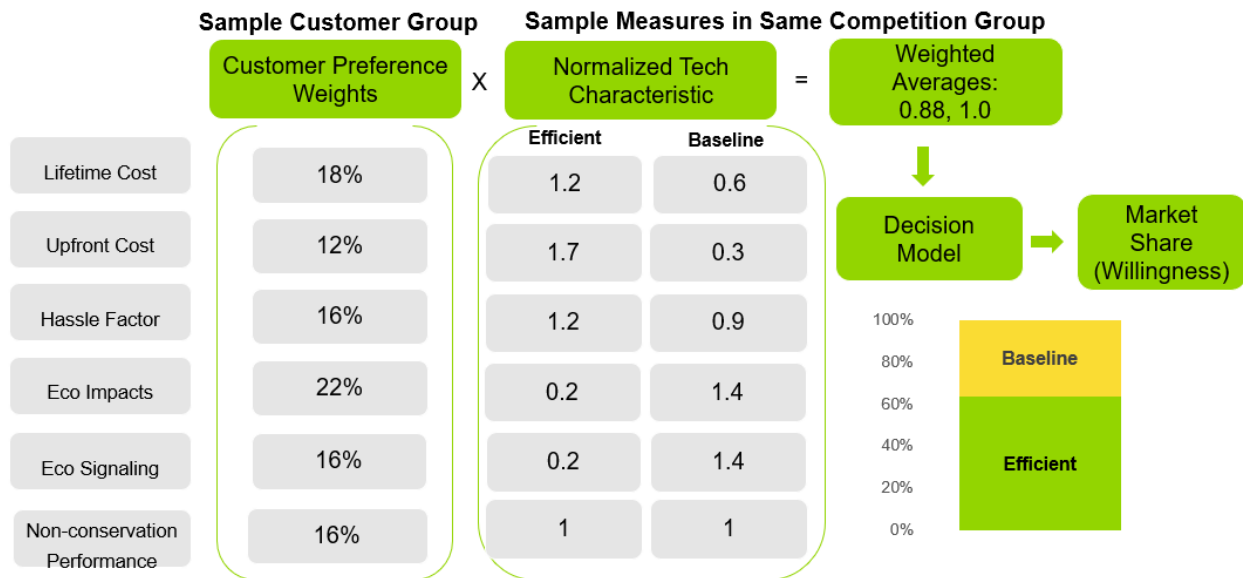 Sample Customer Group
Sample Measures in Same Competition Group
Customer Preference
Weights
X
Normalized Tech
Characteristic
=
Weighted
Averages:
0.88, 1.0
Efficient
Baseline
Lifetime Cost
18%
1.2
0.6
Upfront Cost
12%
1.7
0.3
Decision
Model
Market
Share
(Willingness)
Hassle Factor
16%
1.2
0.9
Eco Impacts
22%
0.2
1.4
Eco Signaling
16%
0.2
1.4
Non-conservation
Performance
16%
1
1
100%
80%
60%
40%
20%
0%
Baseline
Efficient